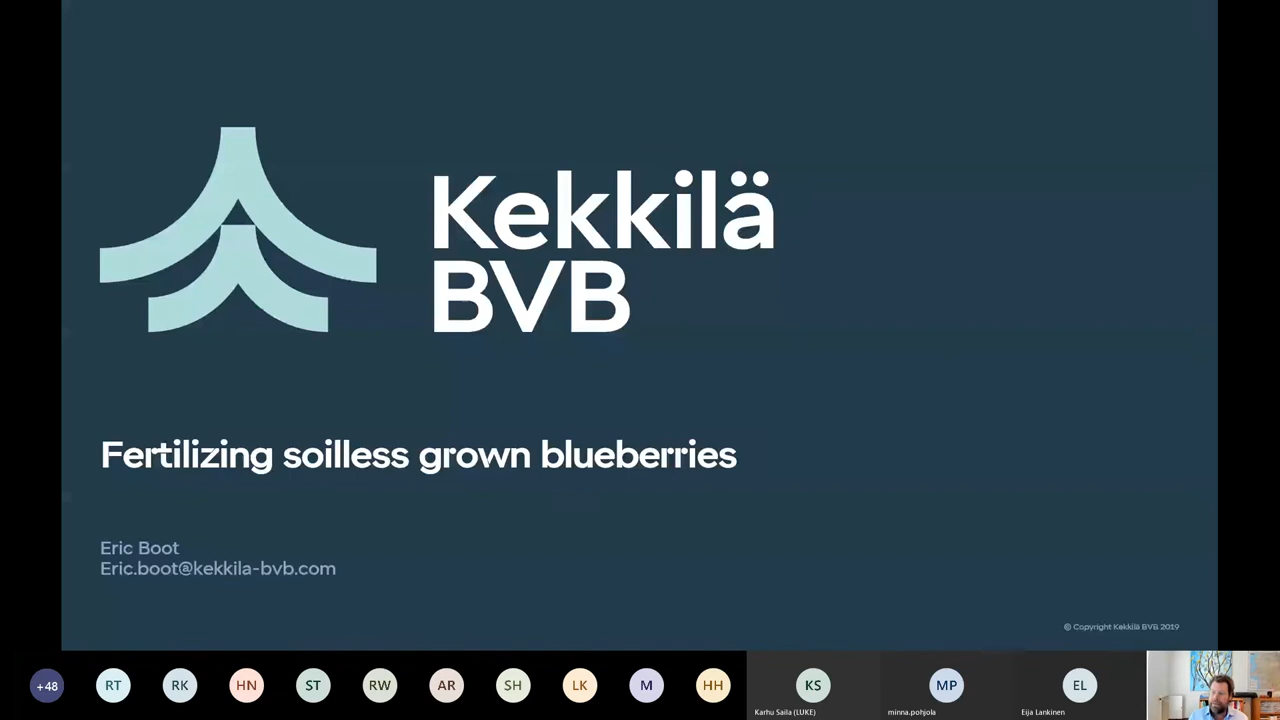 Kekkilä
BVB
Fertilizing soilless grown blueberries
Eric Boot
Eric.boot@kekkila-bvb.com
© Copyright Kekkilä BVB 2019
+48 RT RK HN ST RW AR SH LK M HH KS MP EL
Karhu Saila (LUKE) minna.pohjola Eija Lankinen